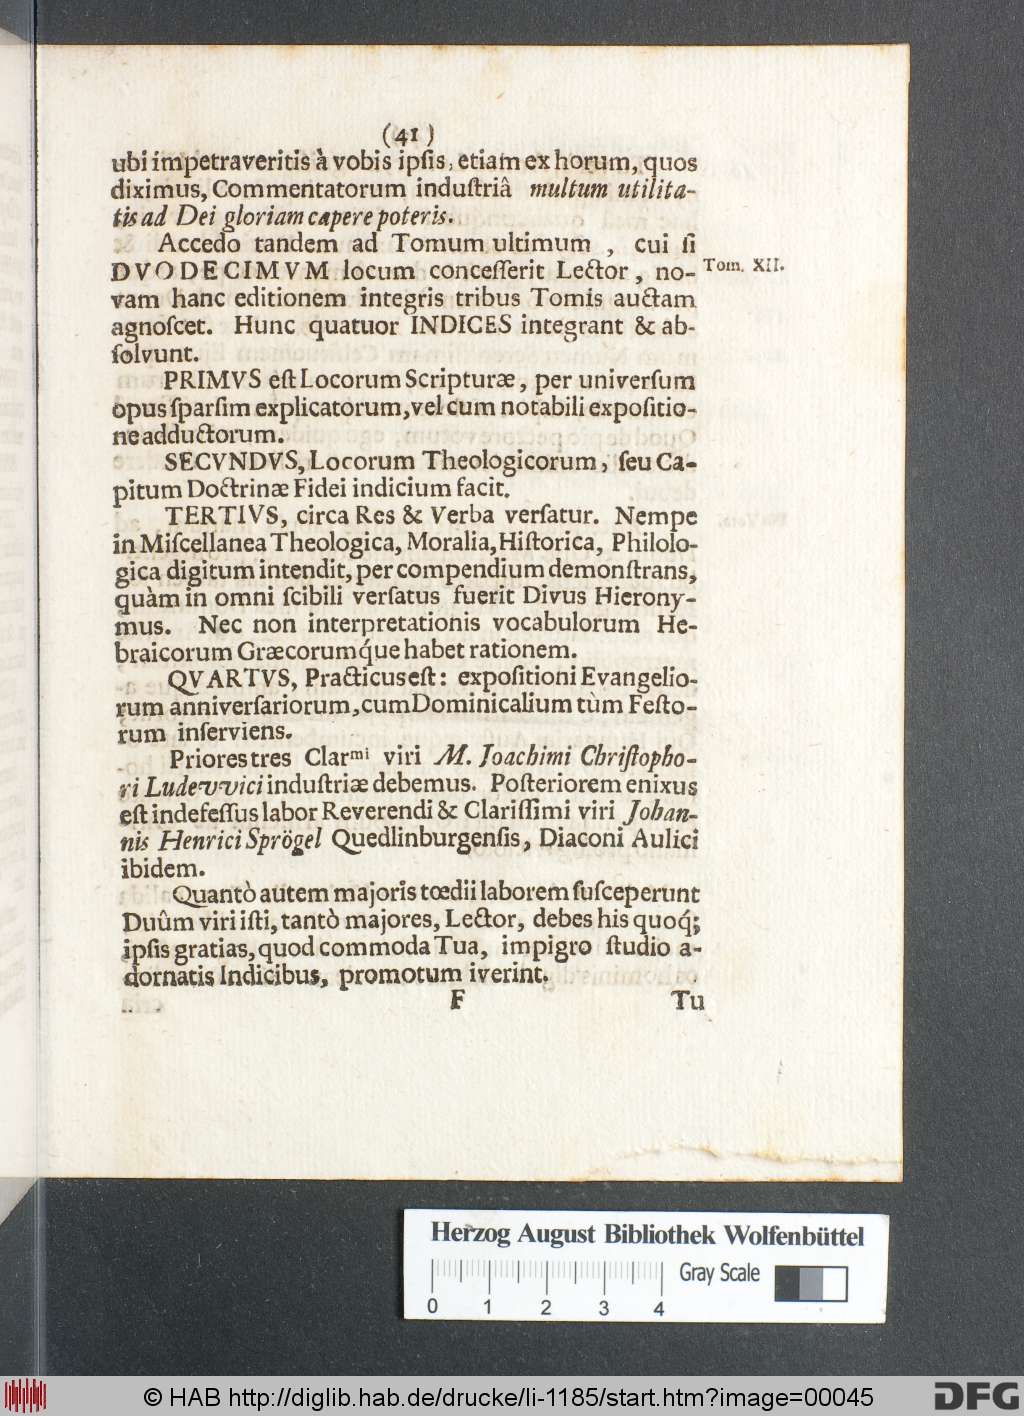 (41)
ubi impetraveritis à vobis ipſis, etiam ex horum, quos
diximus, Commentatorum induſtriâ multum utilita-
tis ad Dei gloriam capere poteris.
Accedo tandem ad Tomum ultimum , cui ſi
DVODECIMVM locum conceſſerit Lector, no-
Tom. XII.
vam hanc editionem integris tribus Tomis auctam
agnoſcet. Hunc quatuor INDICES integrant & ab-
ſolvunt.
PRIMVS eſt Locorum Scripturæ, per univerſum
opus ſparſim explicatorum, vel cum notabili expoſitio-
ne adductorum.
SECVNDVS, Locorum Theologicorum, ſeu Ca-
pitum Doctrinæ Fidei indicium facit.
TERTIVS, circa Res & Verba verſatur. Nempe
in Miſcellanea Theologica, Moralia, Hiſtorica, Philolo-
gica digitum intendit, per compendium demonſtrans,
quàm in omni ſcibili verſatus fuerit Divus Hierony-
mus. Nec non interpretationis vocabulorum He-
braicorum Græcorumq́ue habet rationem.
QVARTVS, Practicus eſt: expoſitioni Evangelio-
rum anniverſariorum, cum Dominicalium tùm Feſto-
rum inſerviens.
Priores tres Clarᵐⁱ viri M. Joachimi Chriſtopho-
ri Ludevvici induſtriæ debemus. Poſteriorem enixus
eſt indefeſſus labor Reverendi & Clariſſimi viri Johan-
nis Henrici Sprögel Quedlinburgenſis, Diaconi Aulici
ibidem.
Quantò autem majoris tœdii laborem ſuſceperunt
Duûm viri iſti, tantò majores, Lector, debes his quoq́;
ipſis gratias, quod commoda Tua, impigro ſtudio a-
dornatis Indicibus, promotum iverint.
F
Tu
Herzog August Bibliothek Wolfenbüttel
Gray Scale
0 1 2 3 4
© HAB http://diglib.hab.de/drucke/li-1185/start.htm?image=00045
DFG